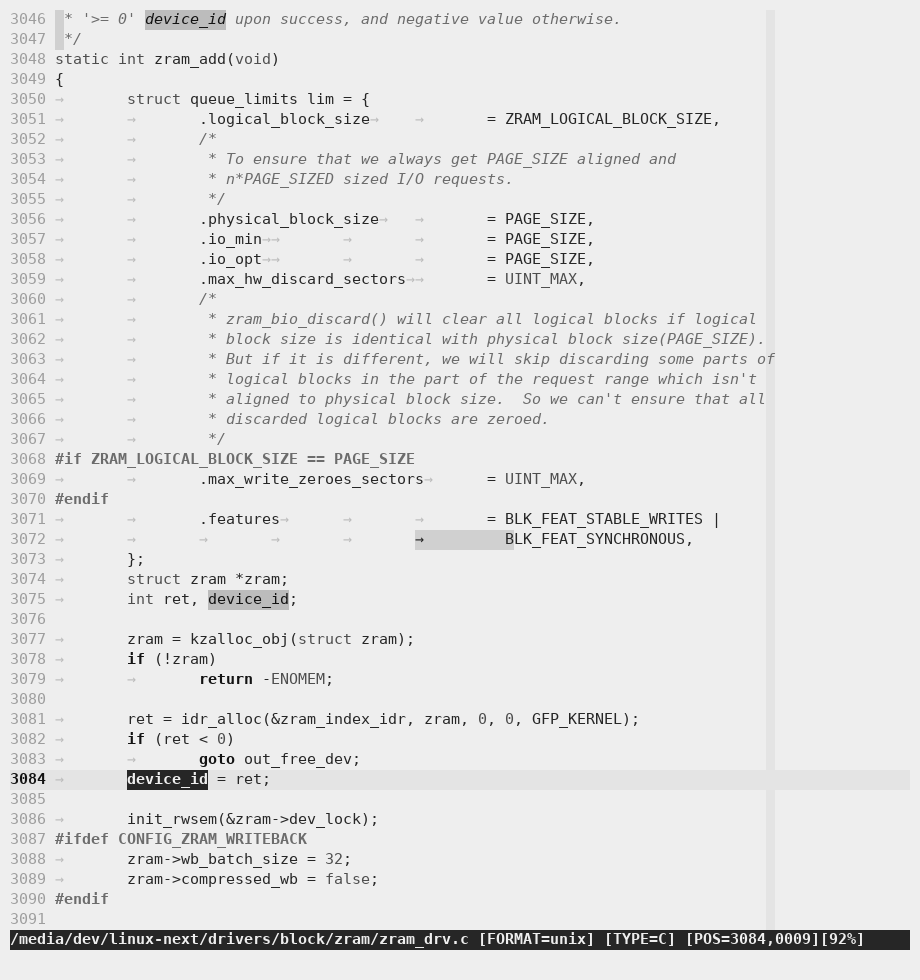 3046  * '>= 0' device_id upon success, and negative value otherwise.
3047  */
3048 static int zram_add(void)
3049 {
3050 →       struct queue_limits lim = {
3051 →       →       .logical_block_size→    →       = ZRAM_LOGICAL_BLOCK_SIZE,
3052 →       →       /*
3053 →       →        * To ensure that we always get PAGE_SIZE aligned and
3054 →       →        * n*PAGE_SIZED sized I/O requests.
3055 →       →        */
3056 →       →       .physical_block_size→   →       = PAGE_SIZE,
3057 →       →       .io_min→→       →       →       = PAGE_SIZE,
3058 →       →       .io_opt→→       →       →       = PAGE_SIZE,
3059 →       →       .max_hw_discard_sectors→→       = UINT_MAX,
3060 →       →       /*
3061 →       →        * zram_bio_discard() will clear all logical blocks if logical
3062 →       →        * block size is identical with physical block size(PAGE_SIZE).
3063 →       →        * But if it is different, we will skip discarding some parts of
3064 →       →        * logical blocks in the part of the request range which isn't
3065 →       →        * aligned to physical block size.  So we can't ensure that all
3066 →       →        * discarded logical blocks are zeroed.
3067 →       →        */
3068 #if ZRAM_LOGICAL_BLOCK_SIZE == PAGE_SIZE
3069 →       →       .max_write_zeroes_sectors→      = UINT_MAX,
3070 #endif
3071 →       →       .features→      →       →       = BLK_FEAT_STABLE_WRITES |
3072 →       →       →       →       →       →         BLK_FEAT_SYNCHRONOUS,
3073 →       };
3074 →       struct zram *zram;
3075 →       int ret, device_id;
3076
3077 →       zram = kzalloc_obj(struct zram);
3078 →       if (!zram)
3079 →       →       return -ENOMEM;
3080
3081 →       ret = idr_alloc(&zram_index_idr, zram, 0, 0, GFP_KERNEL);
3082 →       if (ret < 0)
3083 →       →       goto out_free_dev;
3084 →       device_id = ret;
3085
3086 →       init_rwsem(&zram->dev_lock);
3087 #ifdef CONFIG_ZRAM_WRITEBACK
3088 →       zram->wb_batch_size = 32;
3089 →       zram->compressed_wb = false;
3090 #endif
3091
/media/dev/linux-next/drivers/block/zram/zram_drv.c [FORMAT=unix] [TYPE=C] [POS=3084,0009][92%]